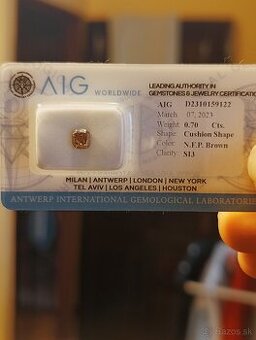 AIG WORLDWIDE
LEADING AUTHORITY IN
GEMSTONES & JEWELRY CERTIFICATION
AIG D2310159122
March 07, 2023
Weight: 0.70 Cts.
Shape: Cushion Shape
Color: N.F.P. Brown
Clarity: SI3
MILAN | ANTWERP | LONDON | NEW YORK
TEL AVIV | LOS ANGELES | HOUSTON
ANTWERP INTERNATIONAL GEMOLOGICAL LABORATORIES
bazos.sk